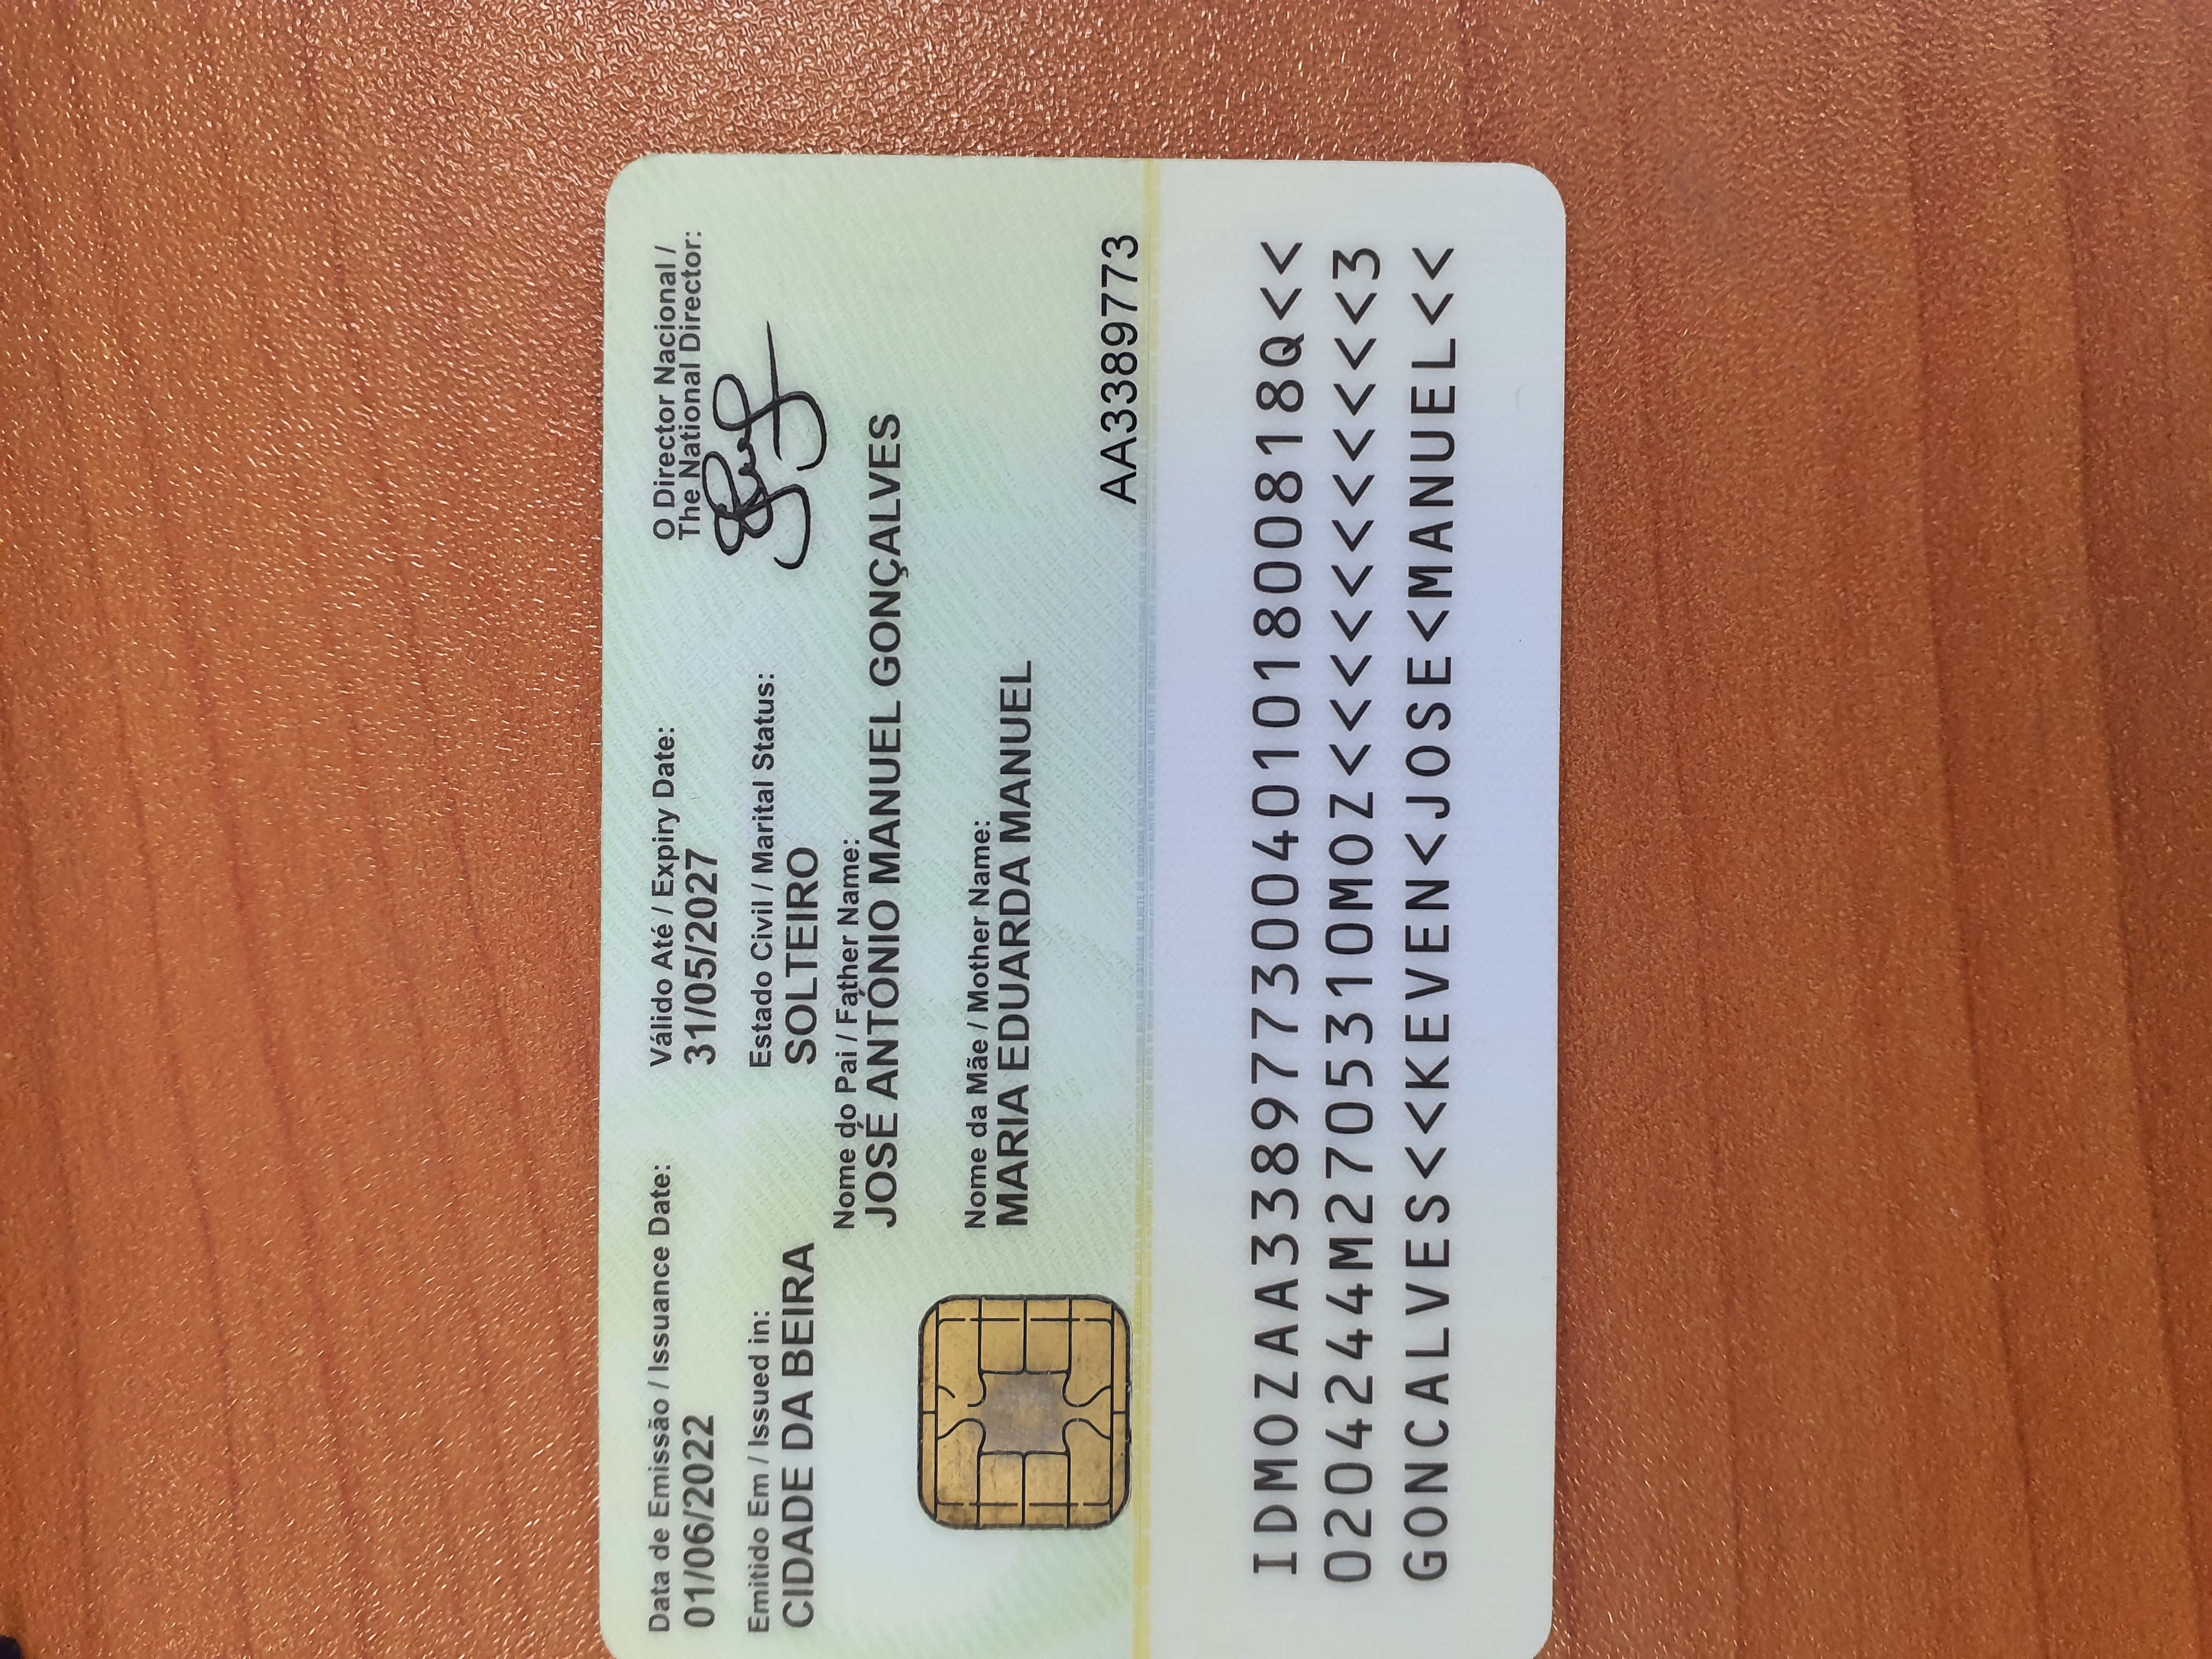 Data de Emissão / Issuance Date:
01/06/2022
Válido Até / Expiry Date:
31/05/2027
O Director Nacional /
The National Director:
Emitido Em / Issued in:
CIDADE DA BEIRA
Estado Civil / Marital Status:
SOLTEIRO
Nome do Pai / Father Name:
JOSÉ ANTÓNIO MANUEL GONÇALVES
Nome da Mãe / Mother Name:
MARIA EDUARDA MANUEL
AA3389773
IDMOZAA3389773004010101800818Q<<
0204244M2705310MOZ<<<<<<<<<<<3
GONCALVES<<KEVEN<JOSE<MANUEL<<